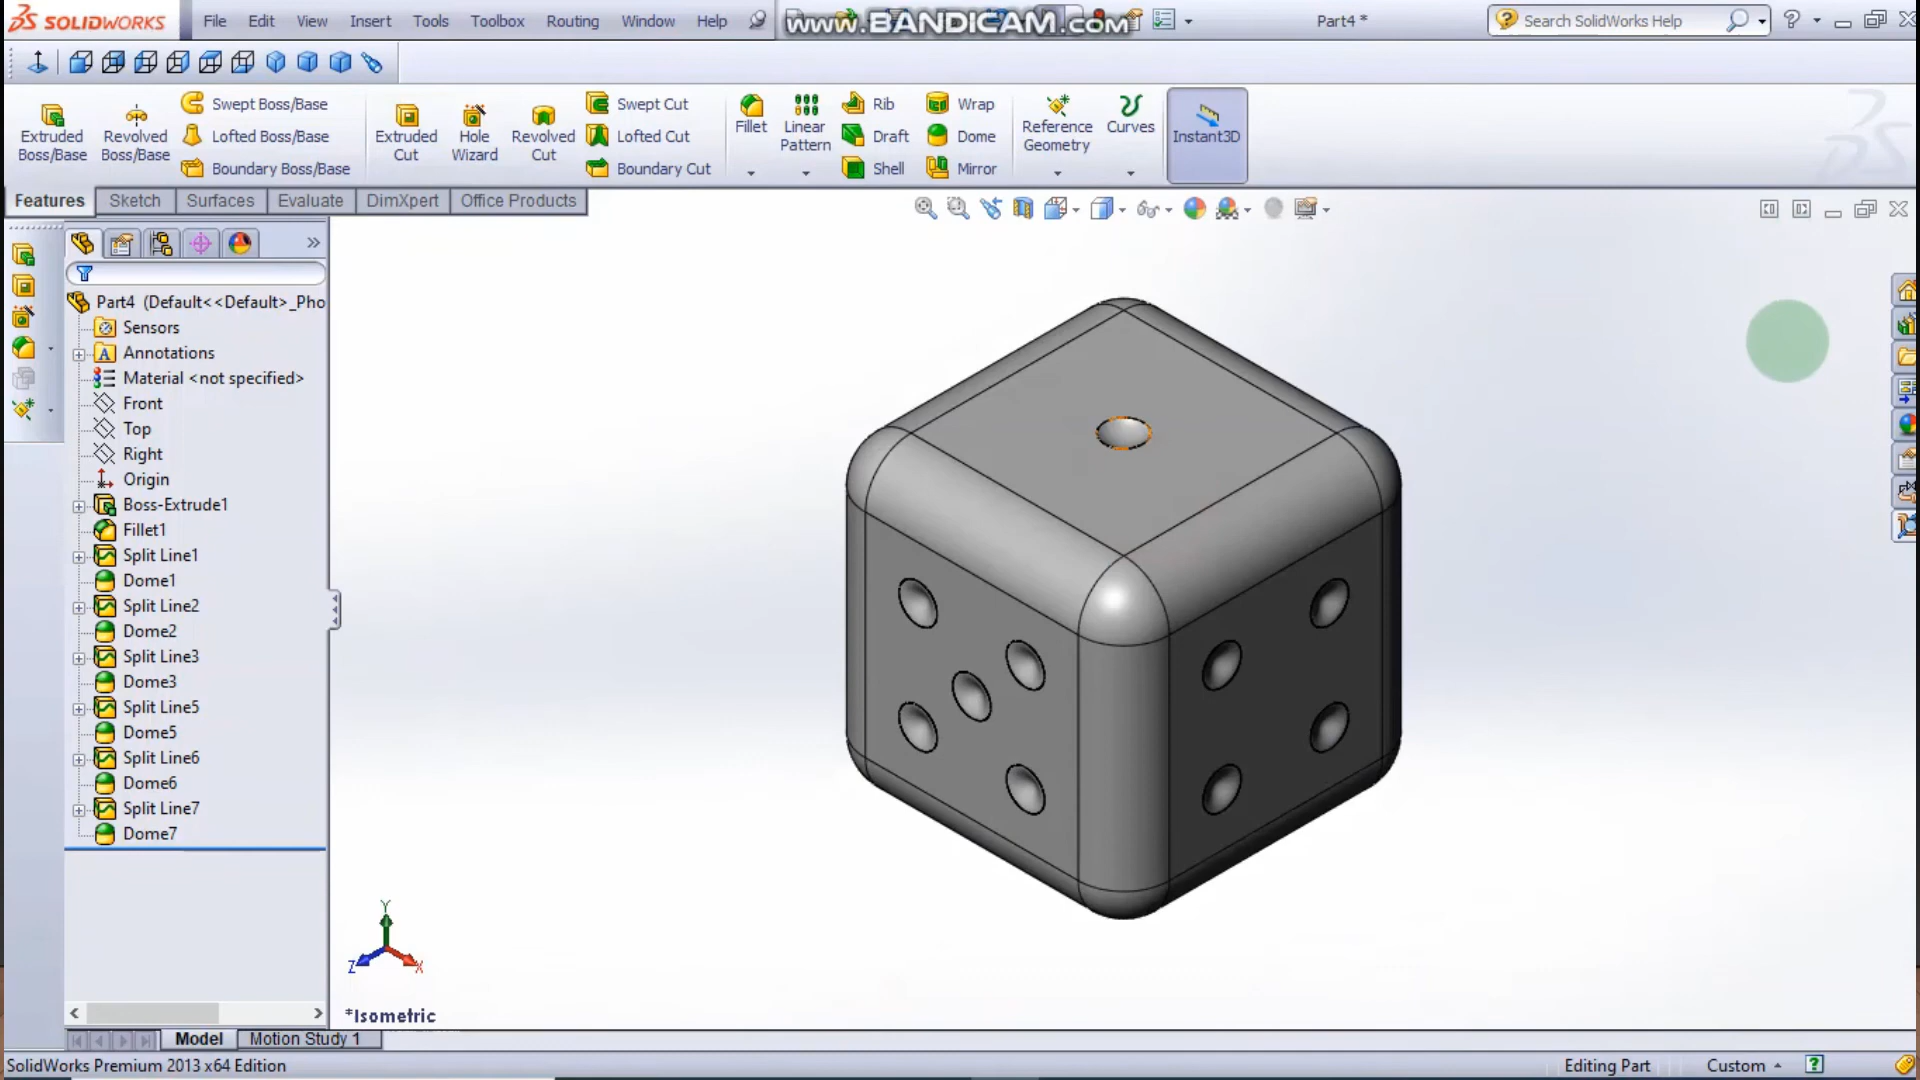 SOLIDWORKS File Edit View Insert Tools Toolbox Routing Window Help www.BANDICAM.com Part4 * Search SolidWorks Help
Extruded Boss/Base
Revolved Boss/Base
Swept Boss/Base
Lofted Boss/Base
Boundary Boss/Base
Extruded Cut
Hole Wizard
Revolved Cut
Swept Cut
Lofted Cut
Boundary Cut
Fillet
Linear Pattern
Rib
Draft
Shell
Wrap
Dome
Mirror
Reference Geometry
Curves
Instant3D
Features Sketch Surfaces Evaluate DimXpert Office Products
Part4 (Default<<Default>_Pho
Sensors
Annotations
Material <not specified>
Front
Top
Right
Origin
Boss-Extrude1
Fillet1
Split Line1
Dome1
Split Line2
Dome2
Split Line3
Dome3
Split Line5
Dome5
Split Line6
Dome6
Split Line7
Dome7
Y
Z X
*Isometric
Model Motion Study 1
SolidWorks Premium 2013 x64 Edition Editing Part Custom